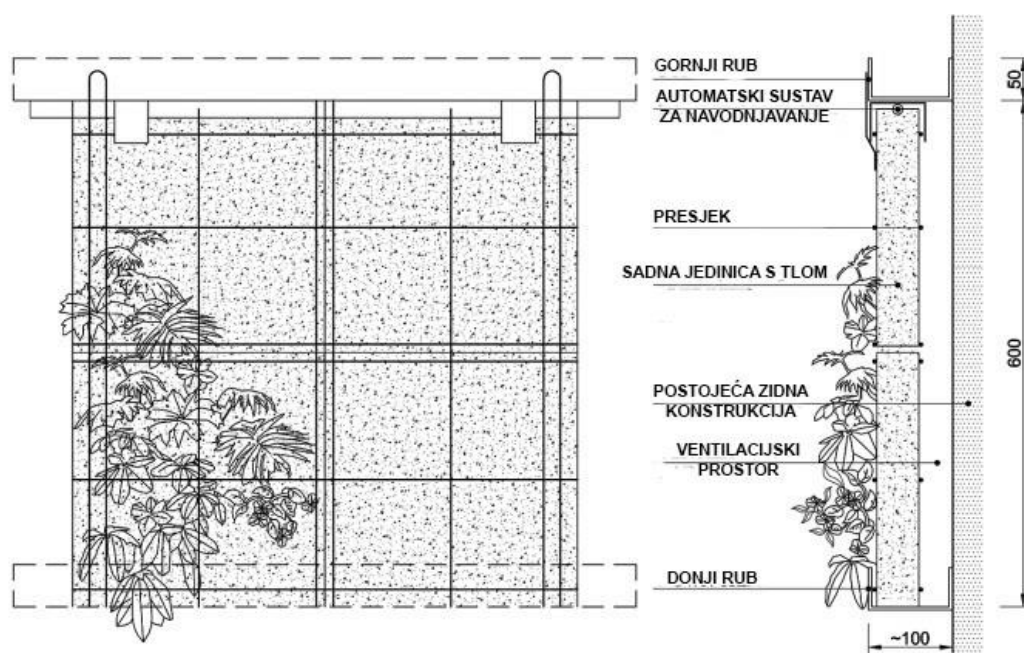 GORNJI RUB
AUTOMATSKI SUSTAV
ZA NAVODNJAVANJE
PRESJEK
SADNA JEDINICA S TLOM
POSTOJEĆA ZIDNA
KONSTRUKCIJA
VENTILACIJSKI
PROSTOR
DONJI RUB
50
600
~100